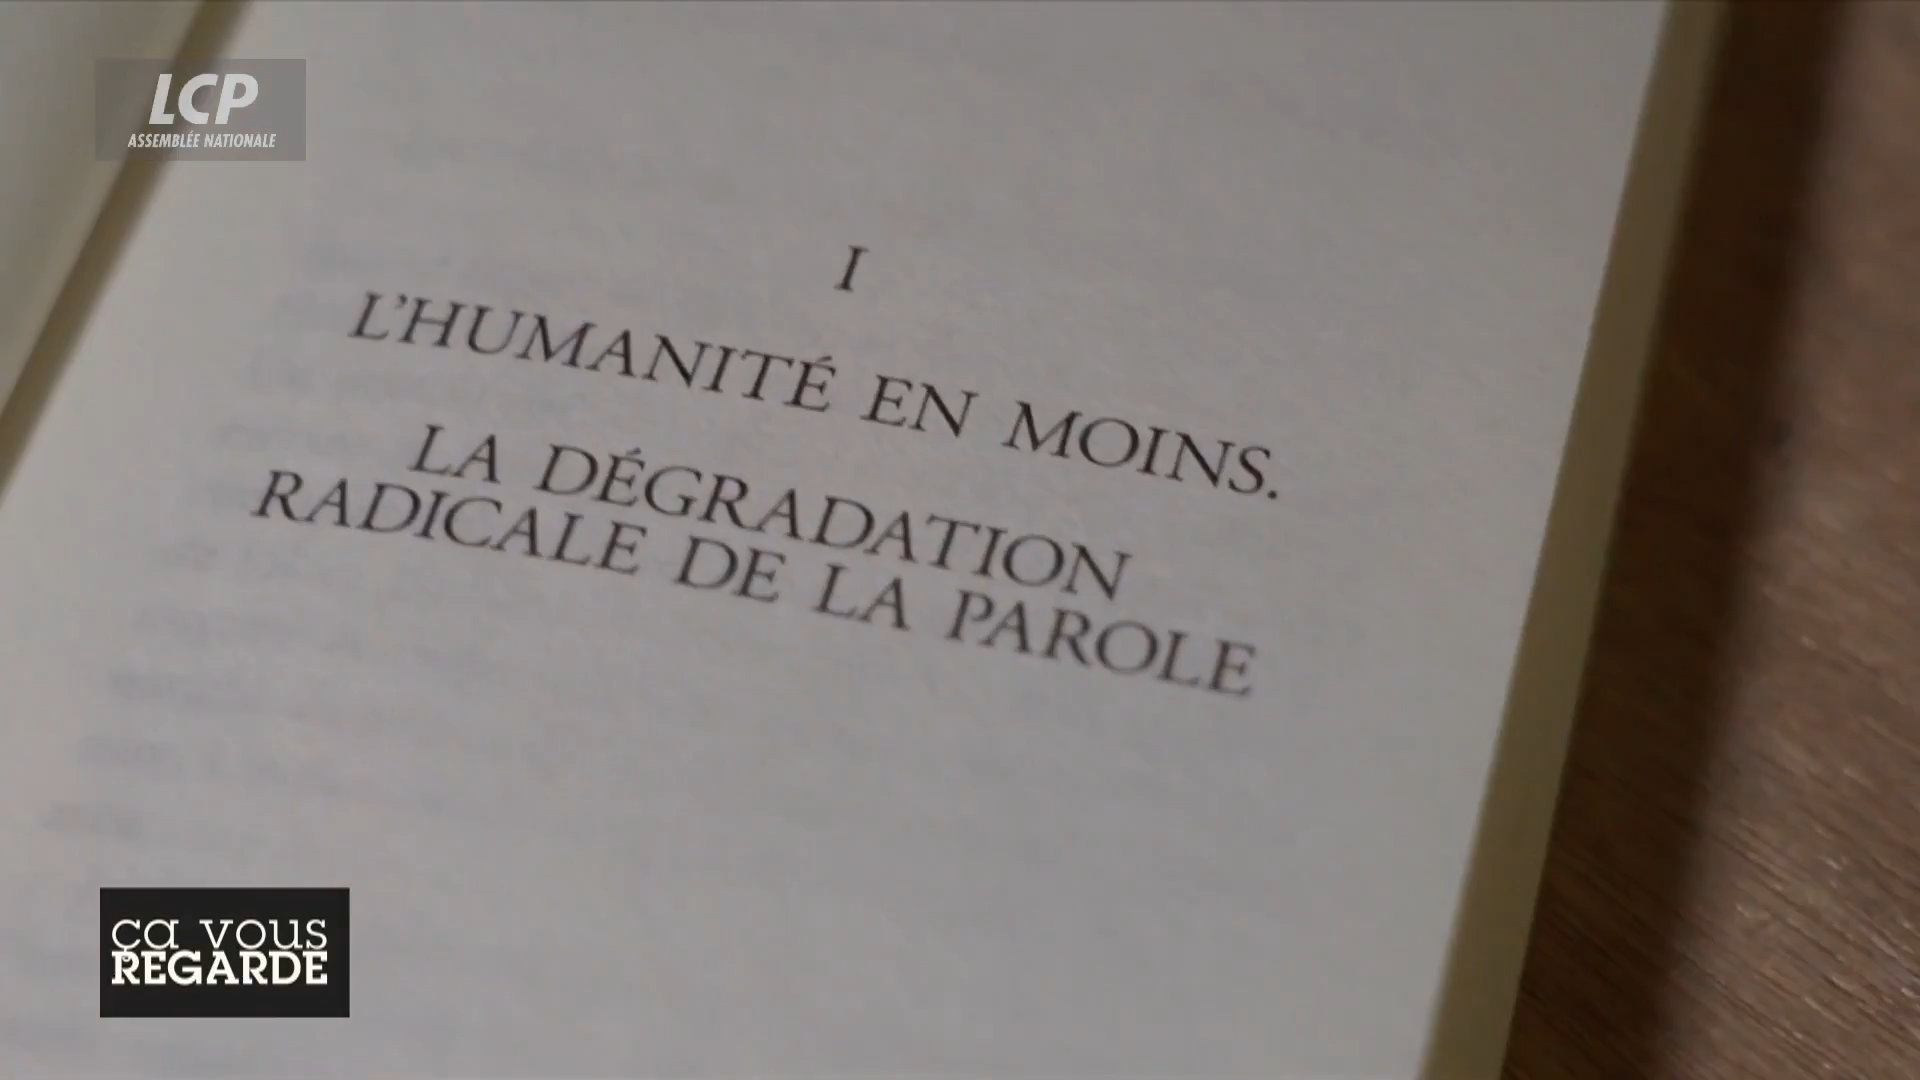 LCP
ASSEMBLÉE NATIONALE
I
L'HUMANITÉ EN MOINS.
LA DÉGRADATION
RADICALE DE LA PAROLE
ça vous
REGARDE